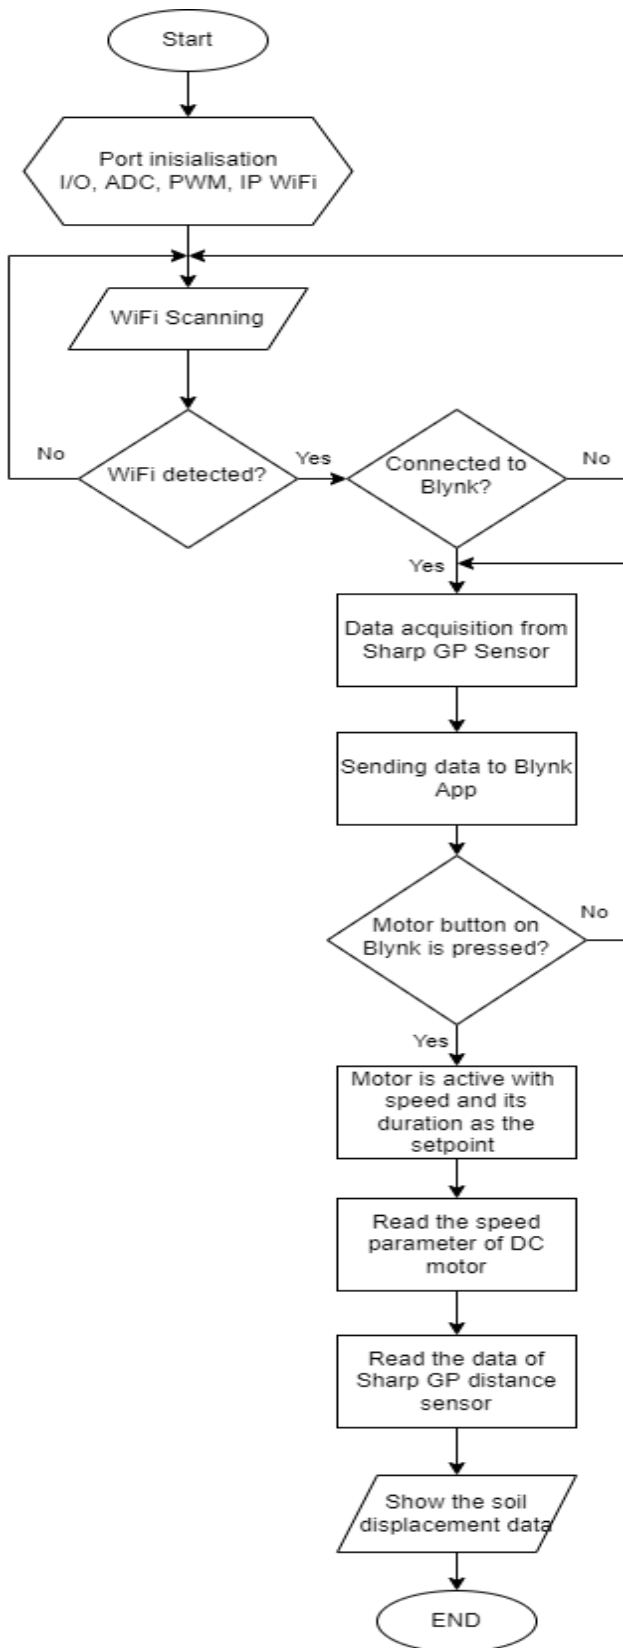 Start
Port inisialisation
I/O, ADC, PWM, IP WiFi
WiFi Scanning
No
WiFi detected?
Yes
Connected to
Blynk?
No
Yes
Data acquisition from
Sharp GP Sensor
Sending data to Blynk
App
Motor button on
Blynk is pressed?
No
Yes
Motor is active with
speed and its
duration as the
setpoint
Read the speed
parameter of DC
motor
Read the data of
Sharp GP distance
sensor
Show the soil
displacement data
END